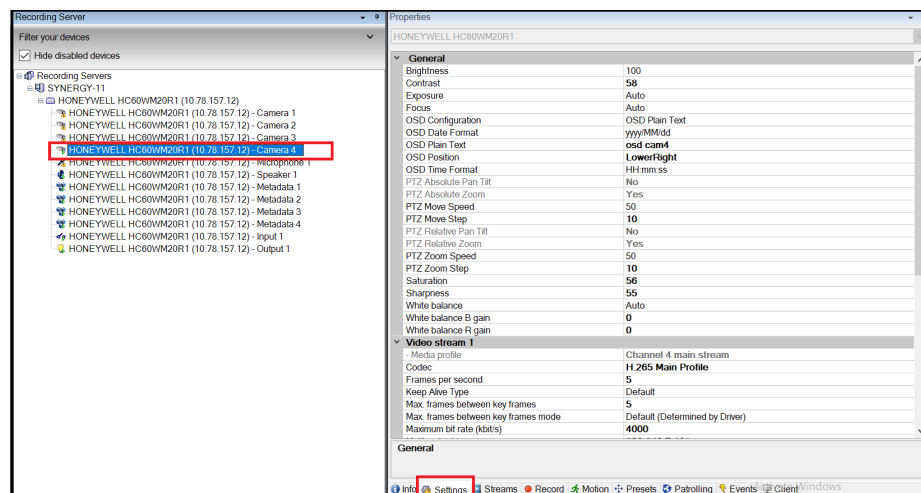 Recording Server
Filter your devices
Hide disabled devices
Recording Servers
SYNERGY-11
HONEYWELL HC60WM20R1 (10.78.157.12)
HONEYWELL HC60WM20R1 (10.78.157.12) - Camera 1
HONEYWELL HC60WM20R1 (10.78.157.12) - Camera 2
HONEYWELL HC60WM20R1 (10.78.157.12) - Camera 3
HONEYWELL HC60WM20R1 (10.78.157.12) - Camera 4
HONEYWELL HC60WM20R1 (10.78.157.12) - Microphone 1
HONEYWELL HC60WM20R1 (10.78.157.12) - Speaker 1
HONEYWELL HC60WM20R1 (10.78.157.12) - Metadata 1
HONEYWELL HC60WM20R1 (10.78.157.12) - Metadata 2
HONEYWELL HC60WM20R1 (10.78.157.12) - Metadata 3
HONEYWELL HC60WM20R1 (10.78.157.12) - Metadata 4
HONEYWELL HC60WM20R1 (10.78.157.12) - Input 1
HONEYWELL HC60WM20R1 (10.78.157.12) - Output 1
Properties
HONEYWELL HC60WM20R1
General
Brightness 100
Contrast 58
Exposure Auto
Focus Auto
OSD Configuration OSD Plain Text
OSD Date Format yyyy/MM/dd
OSD Plain Text osd cam4
OSD Position LowerRight
OSD Time Format HH:mm:ss
PTZ Absolute Pan Tilt No
PTZ Absolute Zoom Yes
PTZ Move Speed 50
PTZ Move Step 10
PTZ Relative Pan Tilt No
PTZ Relative Zoom Yes
PTZ Zoom Speed 50
PTZ Zoom Step 10
Saturation 56
Sharpness 55
White balance Auto
White balance B gain 0
White balance R gain 0
Video stream 1
- Media profile Channel 4 main stream
Codec H.265 Main Profile
Frames per second 5
Keep Alive Type Default
Max. frames between key frames 5
Max. frames between key frames mode Default (Determined by Driver)
Maximum bit rate (kbit/s) 4000
General
Info Settings Streams Record Motion Presets Patrolling Events Client
Windows